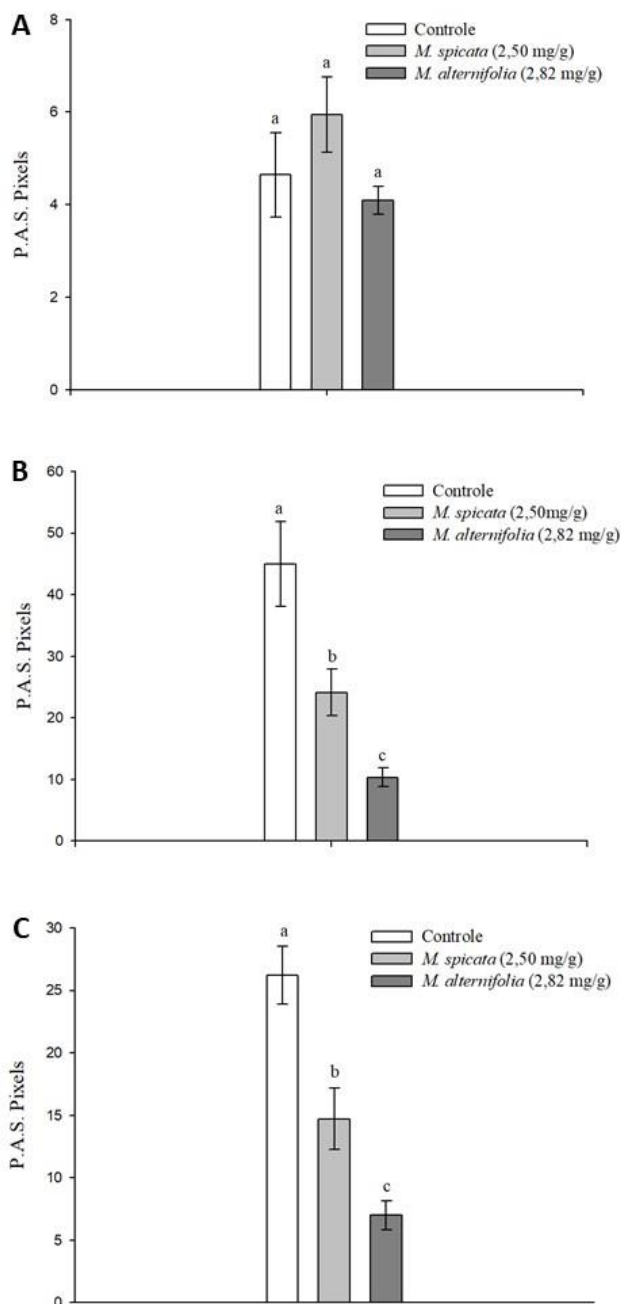 A
8
6
4
2
0
P.A.S. Pixels
Controle
M. spicata (2,50 mg/g)
M. alternifolia (2,82 mg/g)
a
a
a
B
60
50
40
30
20
10
0
P.A.S. Pixels
Controle
M. spicata (2,50mg/g)
M. alternifolia (2,82 mg/g)
a
b
c
C
30
25
20
15
10
5
0
P.A.S. Pixels
Controle
M. spicata (2,50 mg/g)
M. alternifolia (2,82 mg/g)
a
b
c